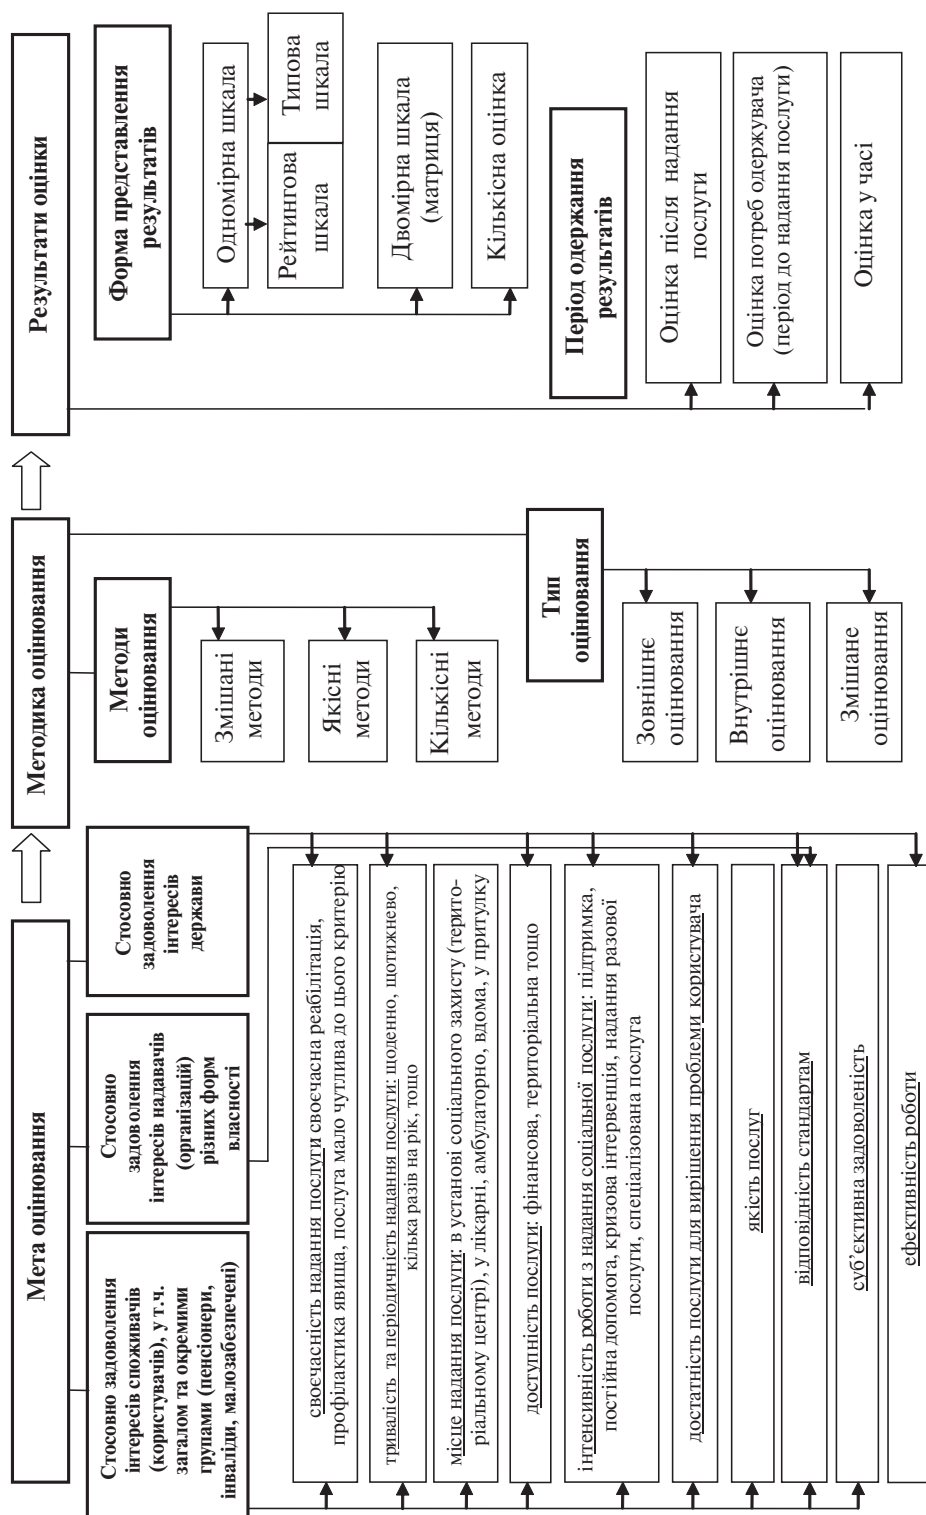 Мета оцінювання
Стосовно задоволення
інтересів споживачів
(користувачів), у т.ч.
загалом та окремими
групами (пенсіонери,
інваліди, малозабезпечені)
Стосовно
задоволення
інтересів надавачів
(організацій)
різних форм
власності
Стосовно
задоволення
інтересів
держави
своєчасність надання послуги своєчасна реабілітація,
профілактика явища, послуга мало чутлива до цього критерію
тривалість та періодичність надання послуги: щоденно, щотижнево,
кілька разів на рік, тощо
місце надання послуги: в установі соціального захисту (терито-
ріальному центрі), у лікарні, амбулаторно, вдома, у притулку
доступність послуги: фінансова, територіальна тощо
інтенсивність роботи з надання соціальної послуги: підтримка,
постійна допомога, кризова інтервенція, надання разової
послуги, спеціалізована послуга
достатність послуги для вирішення проблеми користувача
якість послуг
відповідність стандартам
суб’єктивна задоволеність
ефективність роботи
Методика оцінювання
Методи
оцінювання
Змішані
методи
Якісні
методи
Кількісні
методи
Тип
оцінювання
Зовнішнє
оцінювання
Внутрішнє
оцінювання
Змішане
оцінювання
Результати оцінки
Форма представлення
результатів
Одномірна шкала
Рейтингова
шкала
Типова
шкала
Двомірна шкала
(матриця)
Кількісна оцінка
Період одержання
результатів
Оцінка після надання
послуги
Оцінка потреб одержувача
(період до надання послуги)
Оцінка у часі